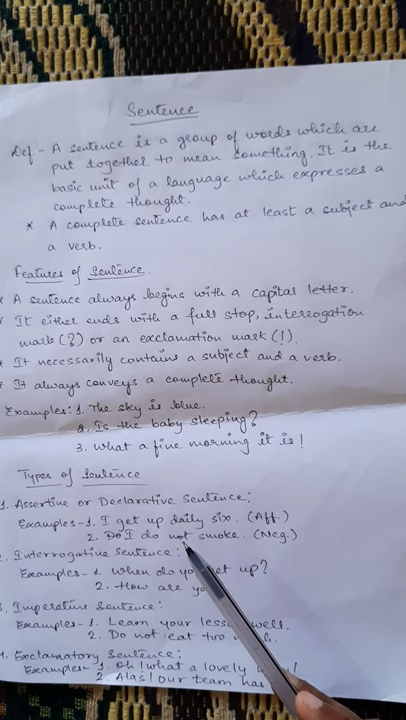 Sentence
Def - A sentence is a group of words which are
put together to mean something. It is the
basic unit of a language which expresses a
complete thought.
* A complete sentence has at least a subject and
a verb.
Features of Sentence.
* A sentence always begins with a capital letter.
* It either ends with a full stop, interogation
mark (?) or an exclamation mark (!).
* It necessarily contains a subject and a verb.
* It always conveys a complete thought.
Examples: 1. The sky is blue.
2. Is the baby sleeping?
3. What a fine morning it is!
Types of Sentence
1. Assertive or Declarative Sentence:
Examples - 1. I get up daily six. (Aff.)
2. Do I do not smoke. (Neg.)
2. Interrogative Sentence:
Examples - 1. When do you get up?
2. How are
3. Imperative Sentence:
Examples - 1. Learn your well.
2. Do not eat too
4. Exclamatory Sentence:
Examples - 1. Oh! what a lovely
2. Alas! Our team has